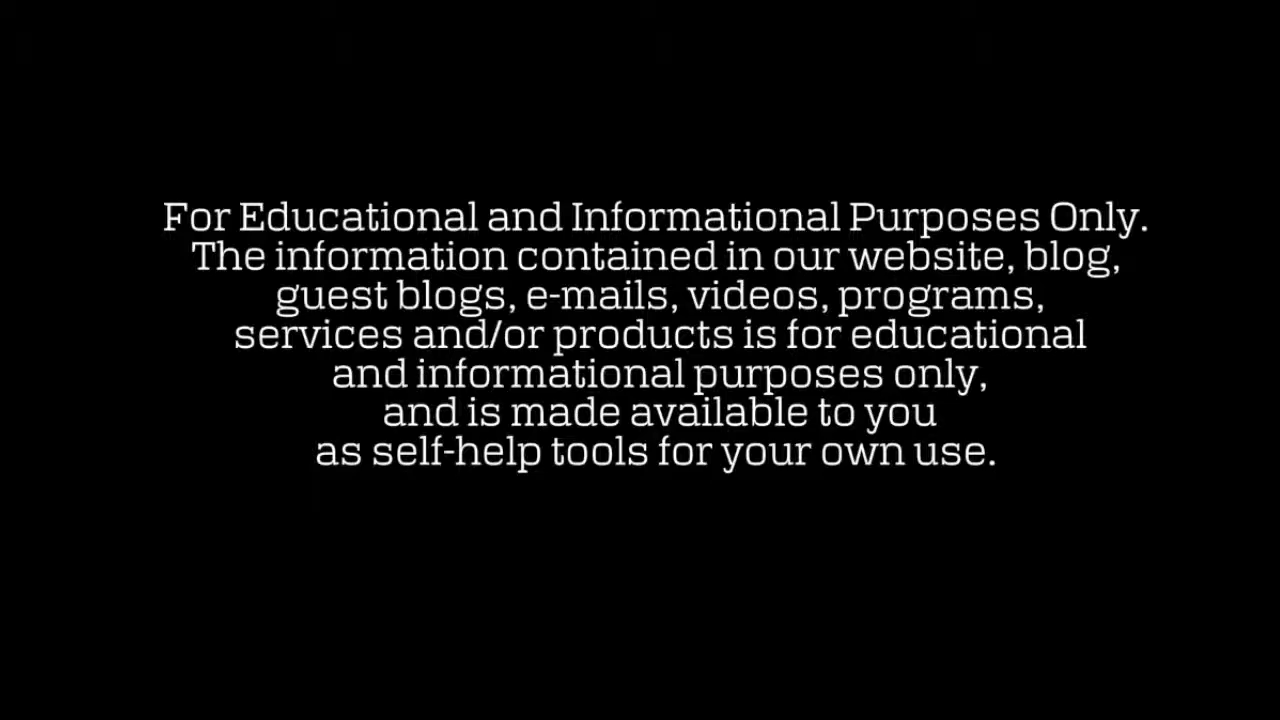 For Educational and Informational Purposes Only.
The information contained in our website, blog,
guest blogs, e-mails, videos, programs,
services and/or products is for educational
and informational purposes only,
and is made available to you
as self-help tools for your own use.